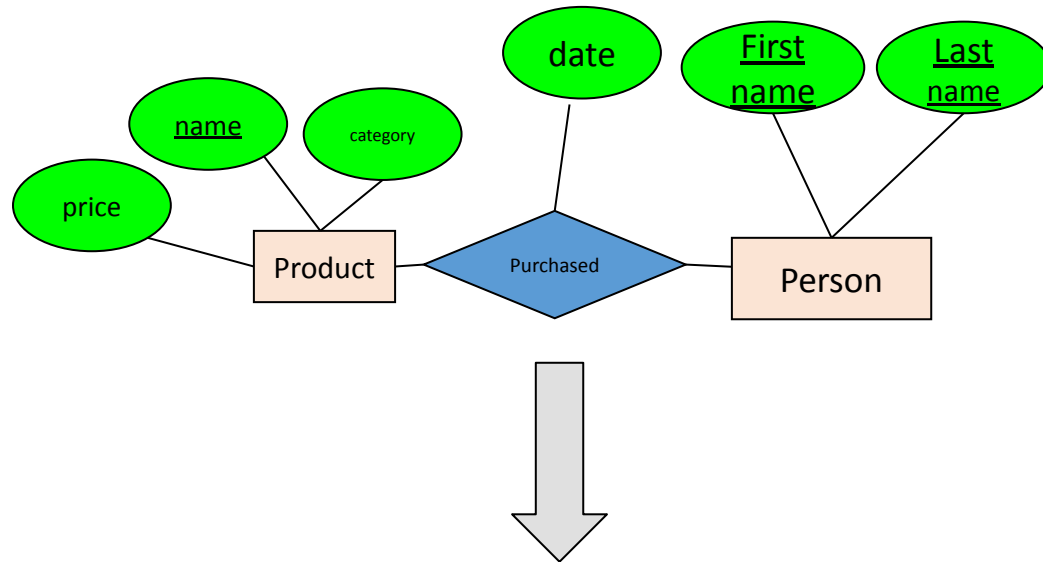 date
First
name
Last
name
name
category
price
Product
Purchased
Person